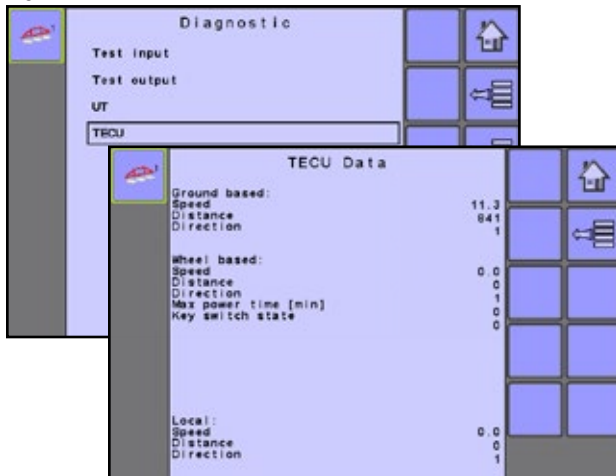 Diagnostic
Test input
Test output
UT
TECU
TECU Data
Ground based:
Speed 11.3
Distance 841
Direction 1
Wheel based:
Speed 0.0
Distance 0
Direction 1
Max power time [min] 0
Key switch state 0
Local:
Speed 0.0
Distance 0
Direction 1